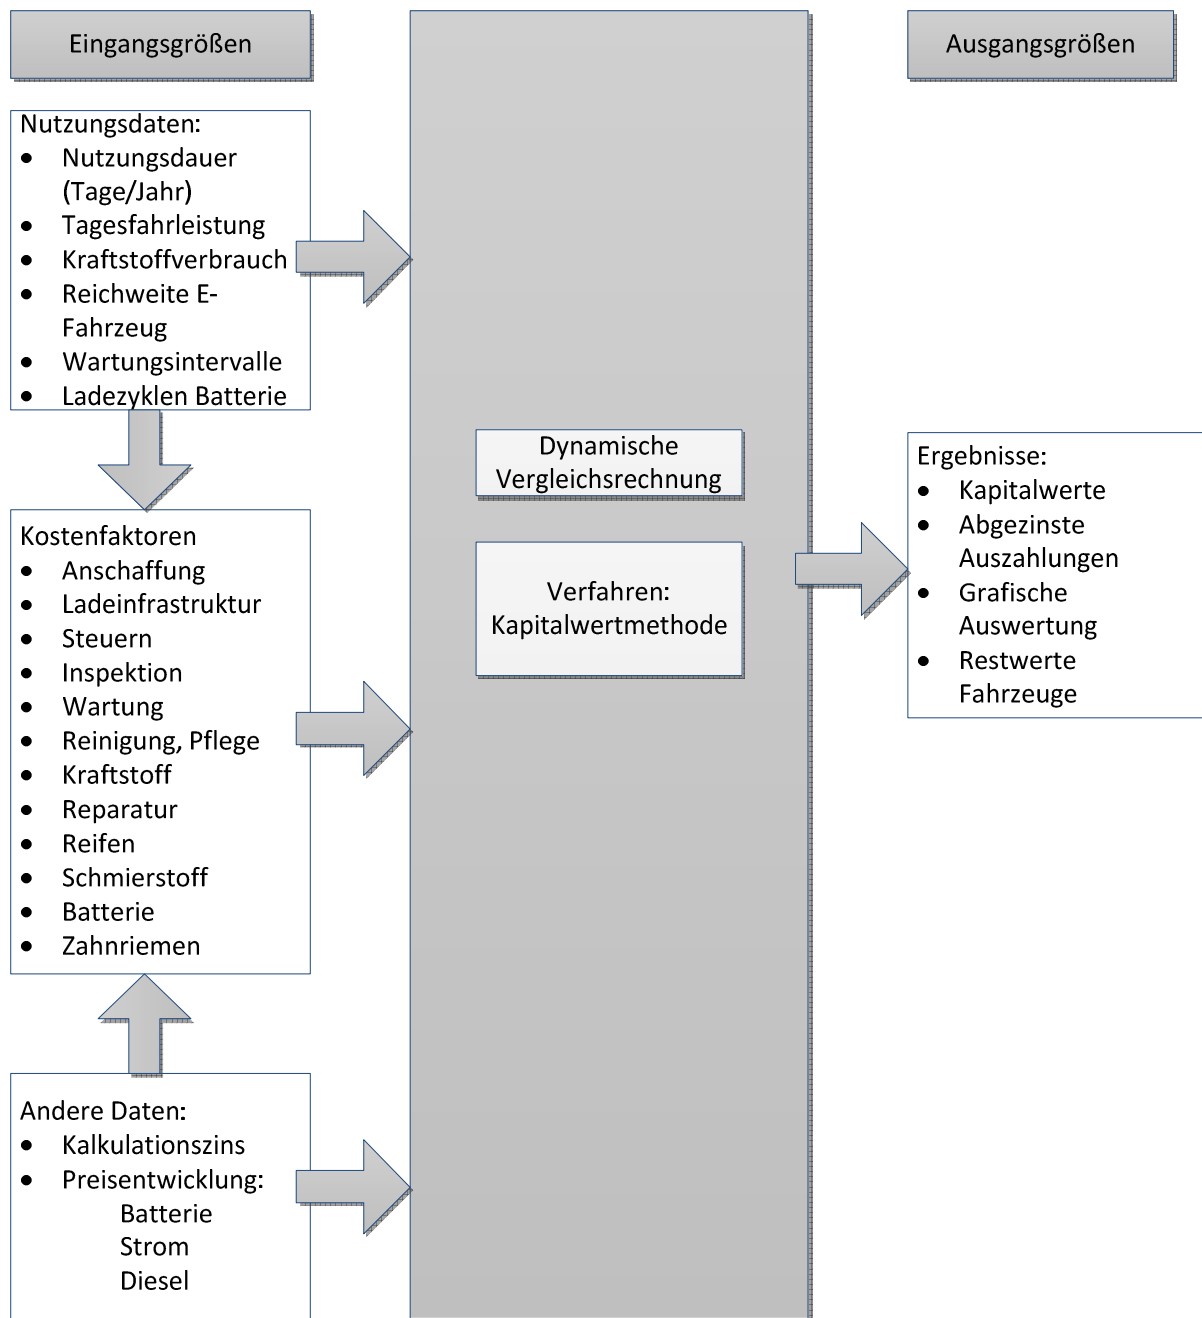 Eingangsgrößen
Nutzungsdaten:
• Nutzungsdauer
(Tage/Jahr)
• Tagesfahrleistung
• Kraftstoffverbrauch
• Reichweite E-
Fahrzeug
• Wartungsintervalle
• Ladezyklen Batterie
Kostenfaktoren
• Anschaffung
• Ladeinfrastruktur
• Steuern
• Inspektion
• Wartung
• Reinigung, Pflege
• Kraftstoff
• Reparatur
• Reifen
• Schmierstoff
• Batterie
• Zahnriemen
Andere Daten:
• Kalkulationszins
• Preisentwicklung:
Batterie
Strom
Diesel
Dynamische
Vergleichsrechnung
Verfahren:
Kapitalwertmethode
Ausgangsgrößen
Ergebnisse:
• Kapitalwerte
• Abgezinste
Auszahlungen
• Grafische
Auswertung
• Restwerte
Fahrzeuge